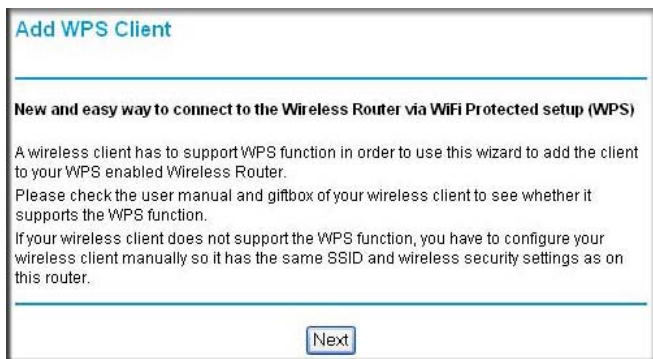 Add WPS Client
New and easy way to connect to the Wireless Router via WiFi Protected setup (WPS)
A wireless client has to support WPS function in order to use this wizard to add the client
to your WPS enabled Wireless Router.
Please check the user manual and giftbox of your wireless client to see whether it
supports the WPS function.
If your wireless client does not support the WPS function, you have to configure your
wireless client manually so it has the same SSID and wireless security settings as on
this router.
Next